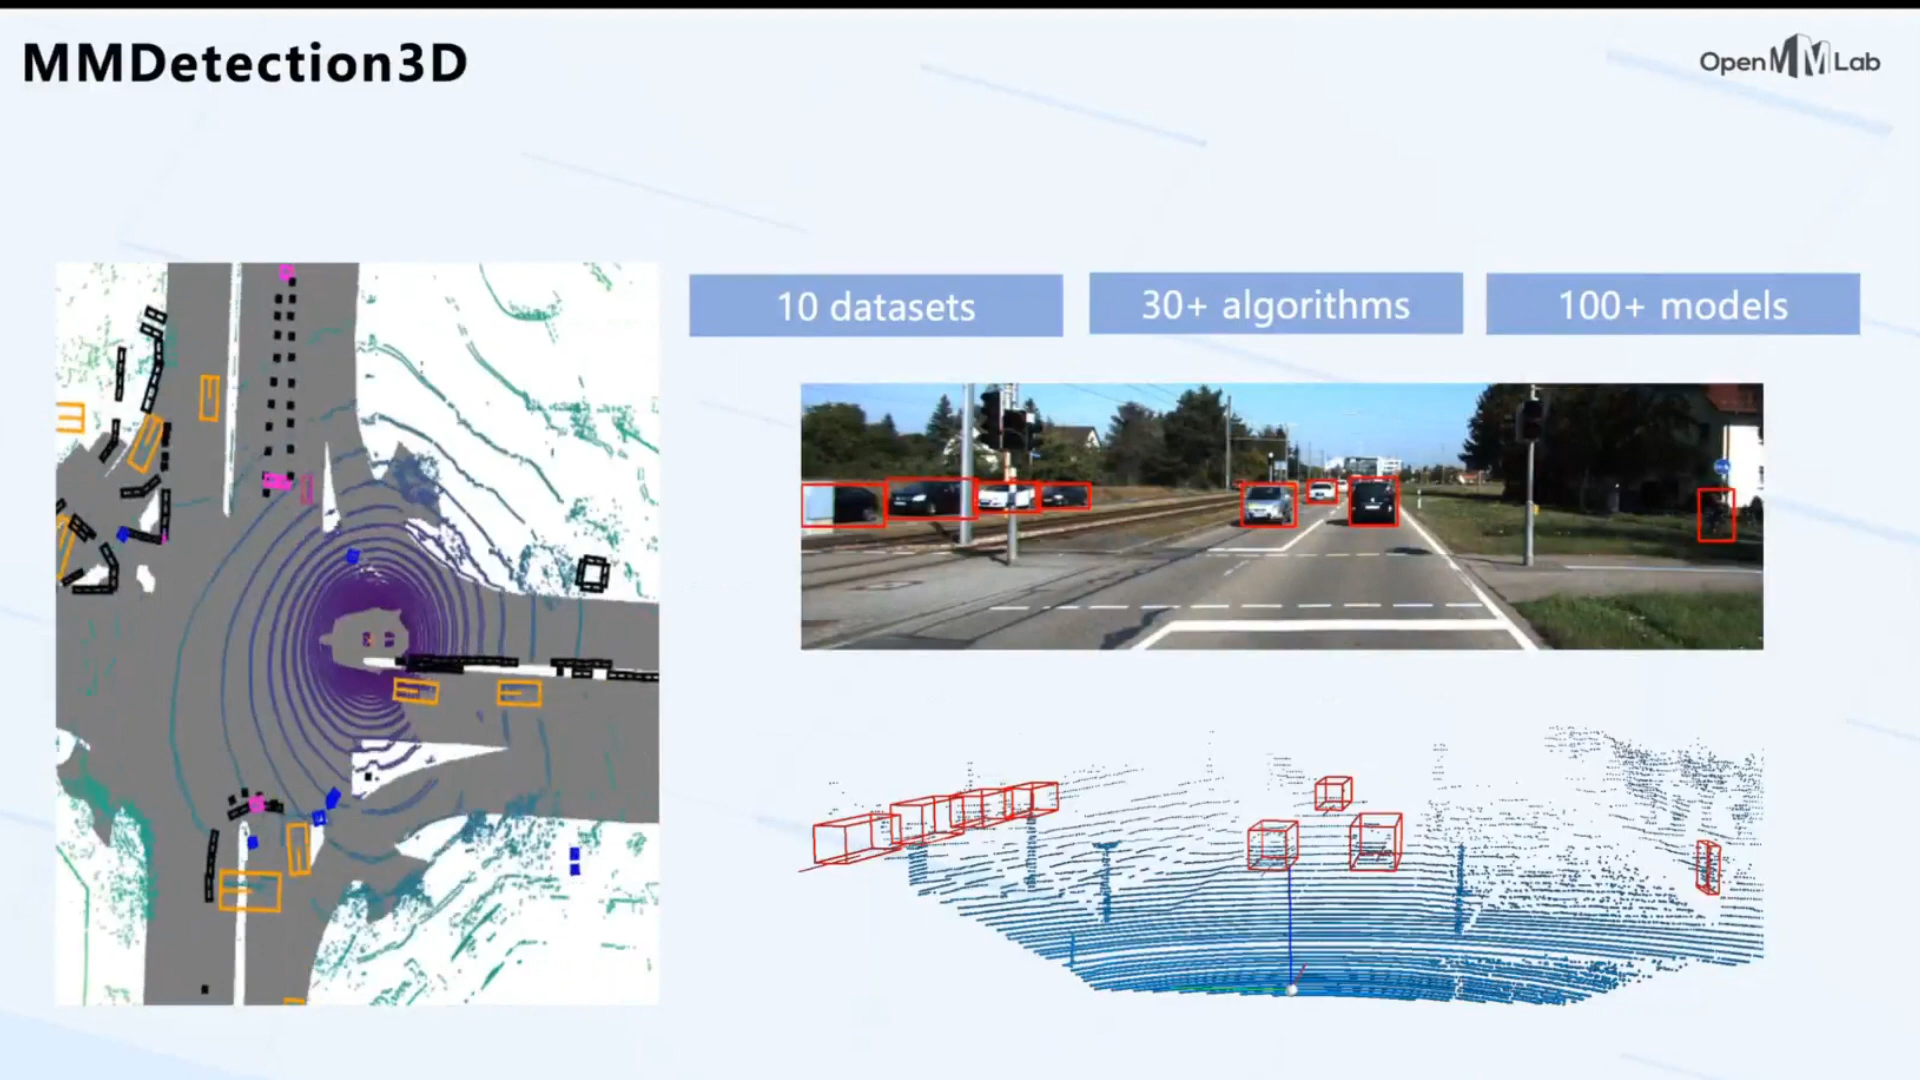 MMDetection3D
OpenMMLab
10 datasets
30+ algorithms
100+ models